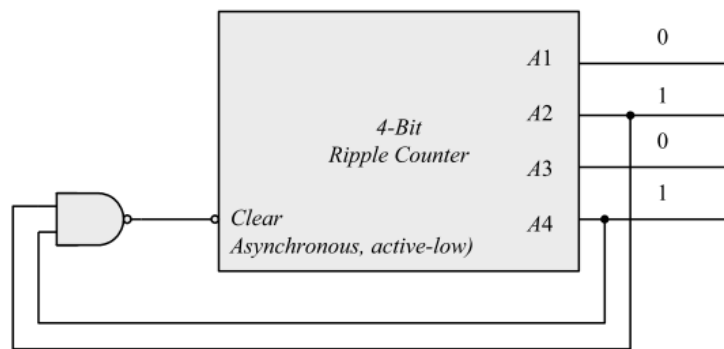 0
A1
1
A2
4-Bit
Ripple Counter
0
A3
1
Clear
A4
Asynchronous, active-low)